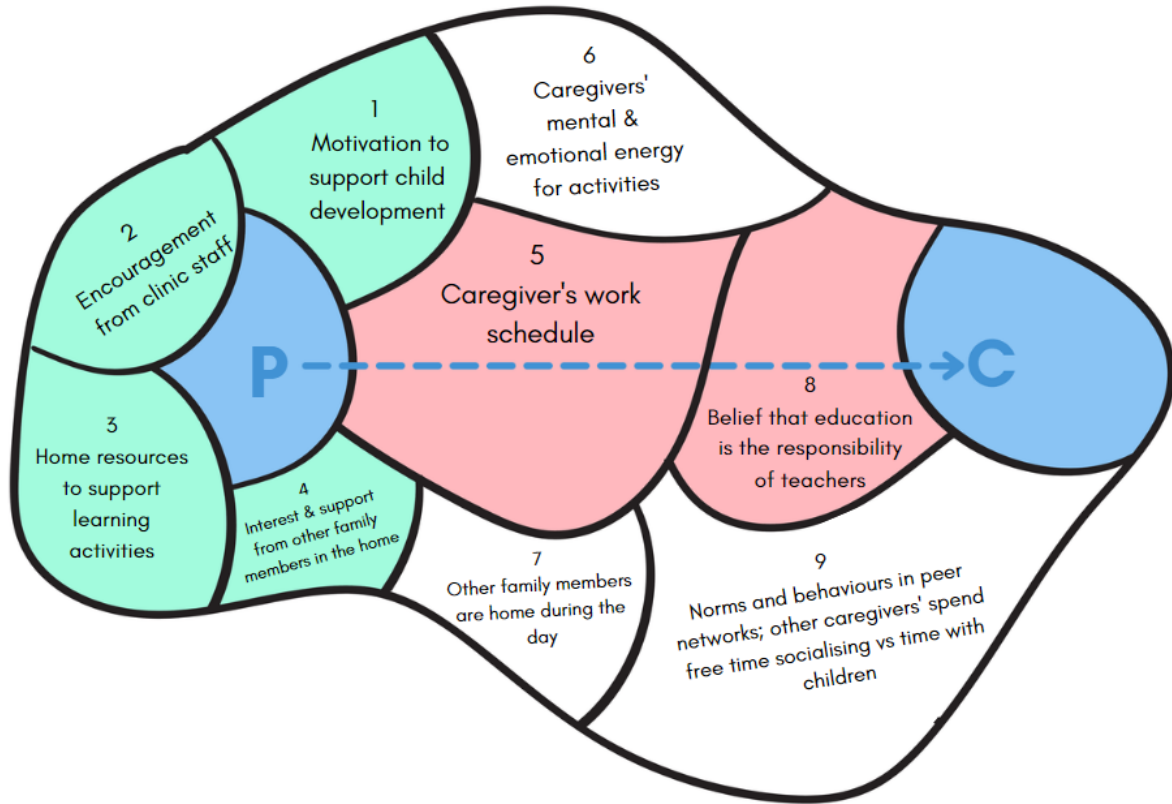 1
Motivation to
support child
development
2
Encouragement
from clinic staff
3
Home resources
to support
learning
activities
4
Interest & support
from other family
members in the home
5
Caregiver's work
schedule
6
Caregivers'
mental &
emotional energy
for activities
7
Other family members
are home during the
day
8
Belief that education
is the responsibility
of teachers
9
Norms and behaviours in peer
networks; other caregivers' spend
free time socialising vs time with
children
P
C